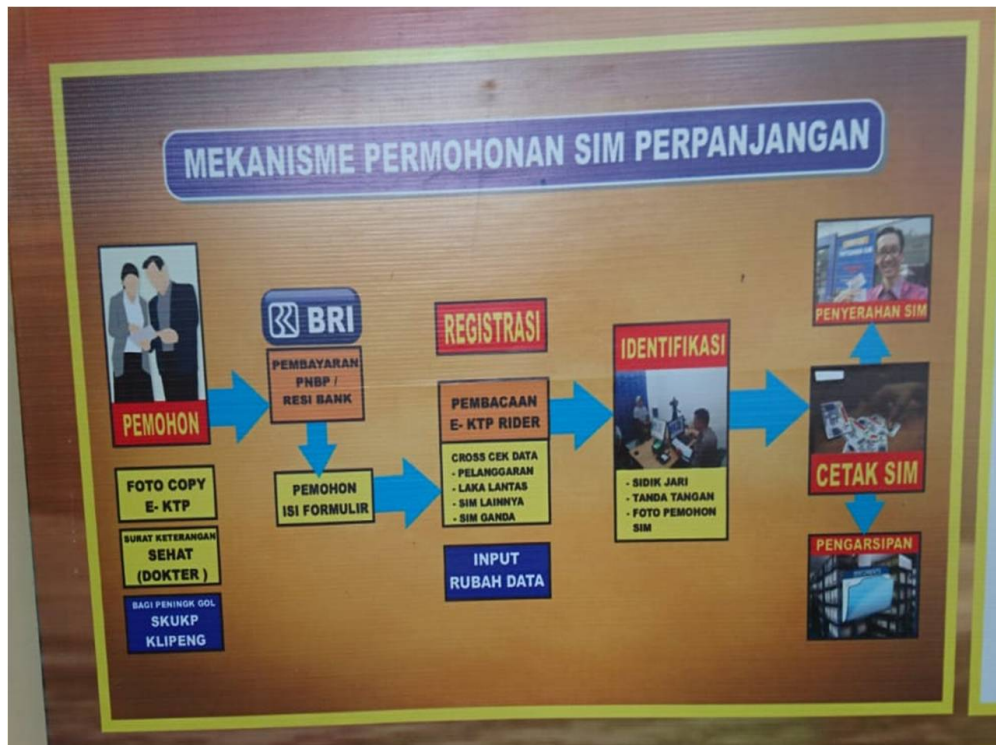 MEKANISME PERMOHONAN SIM PERPANJANGAN
PEMOHON
FOTO COPY
E- KTP
SURAT KETERANGAN
SEHAT
(DOKTER )
BAGI PENINGK GOL
SKUKP
KLIPENG
BRI
PEMBAYARAN
PNBP /
RESI BANK
PEMOHON
ISI FORMULIR
REGISTRASI
PEMBACAAN
E- KTP RIDER
CROSS CEK DATA
- PELANGGARAN
- LAKA LANTAS
- SIM LAINNYA
- SIM GANDA
INPUT
RUBAH DATA
IDENTIFIKASI
- SIDIK JARI
- TANDA TANGAN
- FOTO PEMOHON
SIM
PENYERAHAN SIM
CETAK SIM
PENGARSIPAN